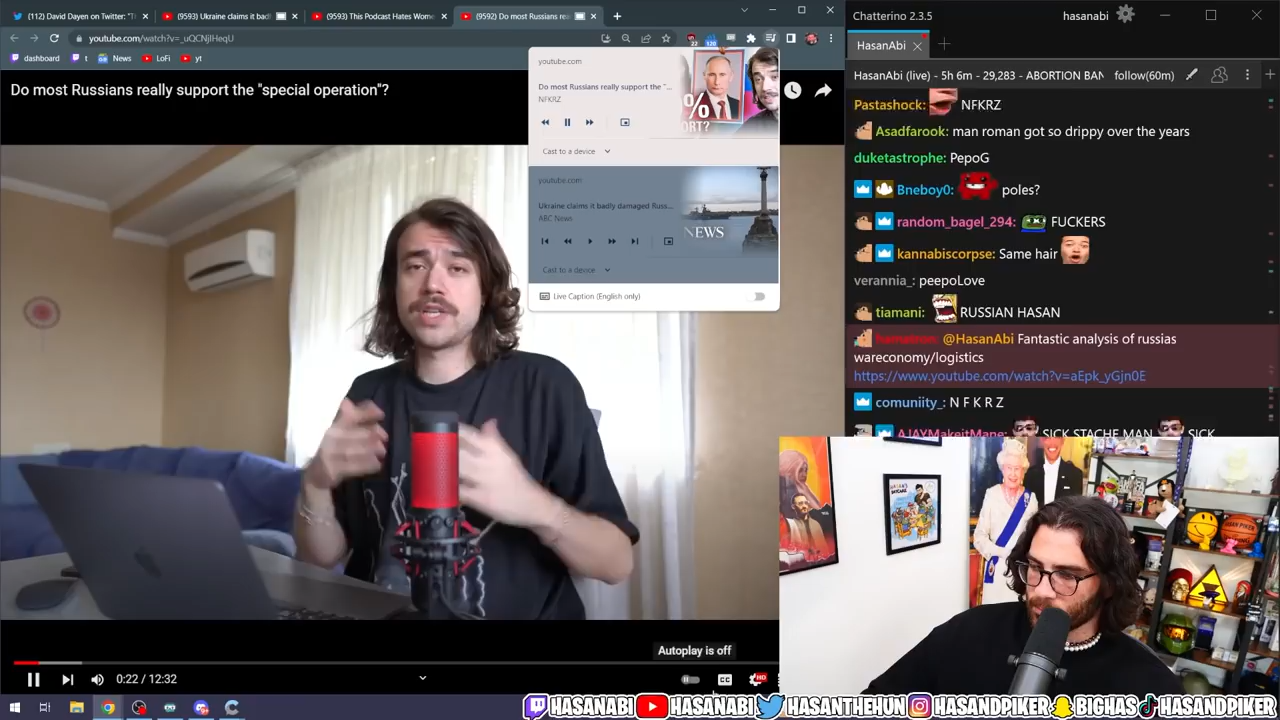 (112) David Dayen on Twitter: "Th
(9593) Ukraine claims it badl
(9593) This Podcast Hates Wome
(9592) Do most Russians rea
youtube.com/watch?v=_uQCNjlHeqU
22
120
dashboard
t
News
LoFi
yt
Do most Russians really support the "special operation"?
youtube.com
Do most Russians really support the "...
NFKRZ
Cast to a device
youtube.com
Ukraine claims it badly damaged Russ...
ABC News
NEWS
Cast to a device
Live Caption (English only)
Autoplay is off
0:22 / 12:32
HD
Chatterino 2.3.5
hasanabi
HasanAbi
HasanAbi (live) - 5h 6m - 29,283 - ABORTION BAN
follow(60m)
Pastashock: NFKRZ
Asadfarook: man roman got so drippy over the years
duketastrophe: PepoG
Bneboy0: poles?
random_bagel_294: FUCKERS
kannabiscorpse: Same hair
verannia_: peepoLove
tiamani: RUSSIAN HASAN
@HasanAbi Fantastic analysis of russias
wareconomy/logistics
https://www.youtube.com/watch?v=aEpk_yGjn0E
comuniity_: N F K R Z
AJAYMakeitMane: SICK STACHE MAN SICK
HASANABI
HASANABI
HASANTHEHUN
HASANDPIKER
BIGHAS
HASANDPIKER